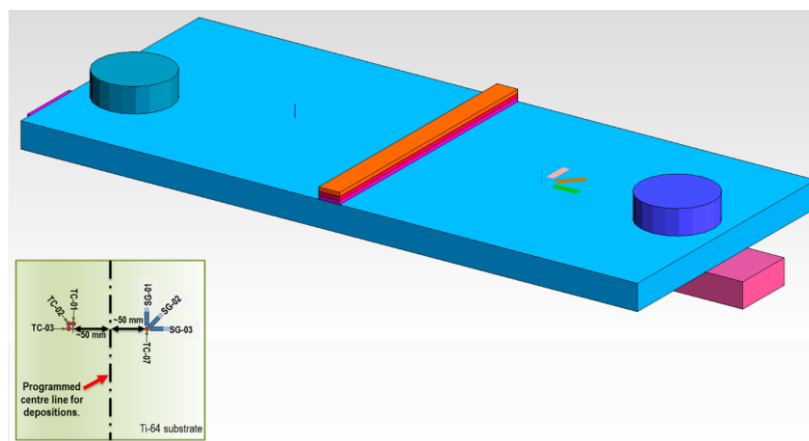 TC-01
TC-02
TC-03
~50 mm
~50 mm
SG-01
SG-02
SG-03
TC-07
Programmed
centre line for
depositions.
Ti-64 substrate